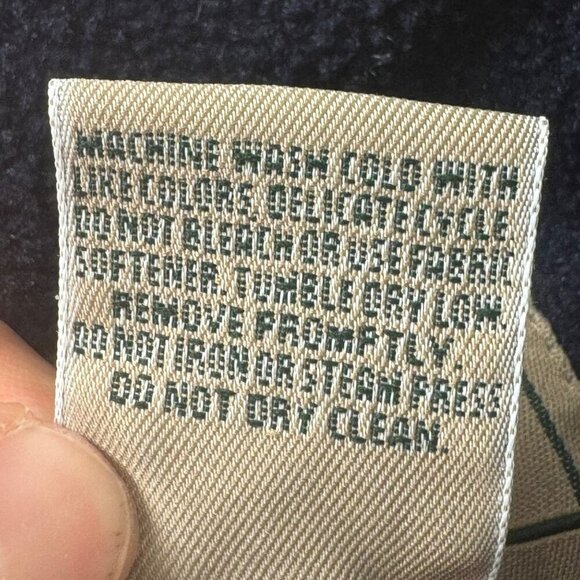 MACHINE WASH COLD WITH
LIKE COLORS. DELICATE CYCLE
DO NOT BLEACH OR USE FABRIC
SOFTENER. TUMBLE DRY LOW.
REMOVE PROMPTLY.
DO NOT IRON OR STEAM PRESS
DO NOT DRY CLEAN.